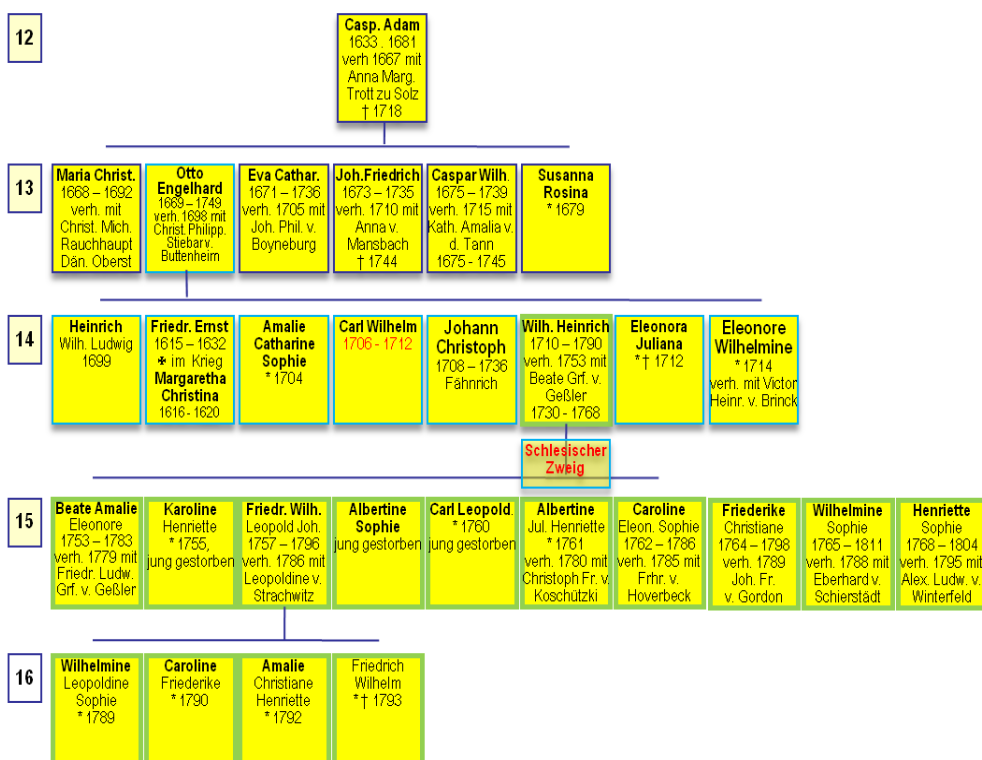 12
Casp. Adam
1633 . 1681
verh 1667 mit
Anna Marg.
Trott zu Solz
† 1718
13
Maria Christ.
1668 – 1692
verh. mit
Christ. Mich.
Rauchhaupt
Dän. Oberst
Otto
Engelhard
1669 – 1749
verh. 1698 mit
Christ. Philipp.
Stiebar v.
Buttenheim
Eva Cathar.
1671 – 1736
verh. 1705 mit
Joh. Phil. v.
Boyneburg
Joh.Friedrich
1673 – 1735
verh. 1710 mit
Anna v.
Mansbach
† 1744
Caspar Wilh.
1675 – 1739
verh. 1715 mit
Kath. Amalia v.
d. Tann
1675 - 1745
Susanna
Rosina
* 1679
14
Heinrich
Wilh. Ludwig
1699
Friedr. Ernst
1615 – 1632
✠ im Krieg
Margaretha
Christina
1616 - 1620
Amalie
Catharine
Sophie
* 1704
Carl Wilhelm
1706 - 1712
Johann
Christoph
1708 – 1736
Fähnrich
Wilh. Heinrich
1710 – 1790
verh. 1753 mit
Beate Grf. v.
Geßler
1730 - 1768
Eleonora
Juliana
*† 1712
Eleonore
Wilhelmine
* 1714
verh. mit Victor
Heinr. v. Brinck
Schlesischer
Zweig
15
Beate Amalie
Eleonore
1753 – 1783
verh. 1779 mit
Friedr. Ludw.
Grf. v. Geßler
Karoline
Henriette
* 1755,
jung gestorben
Friedr. Wilh.
Leopold Joh.
1757 – 1796
verh. 1786 mit
Leopoldine v.
Strachwitz
Albertine
Sophie
jung gestorben
Carl Leopold.
* 1760
jung gestorben
Albertine
Jul. Henriette
* 1761
verh. 1780 mit
Christoph Fr. v.
Koschützki
Caroline
Eleon. Sophie
1762 – 1786
verh. 1785 mit
Frhr. v.
Hoverbeck
Friederike
Christiane
1764 – 1798
verh. 1789
Joh. Fr.
v. Gordon
Wilhelmine
Sophie
1765 – 1811
verh. 1788 mit
Eberhard v.
Schierstädt
Henriette
Sophie
1768 – 1804
verh. 1795 mit
Alex. Ludw. v.
Winterfeld
16
Wilhelmine
Leopoldine
Sophie
* 1789
Caroline
Friederike
* 1790
Amalie
Christiane
Henriette
* 1792
Friedrich
Wilhelm
*† 1793